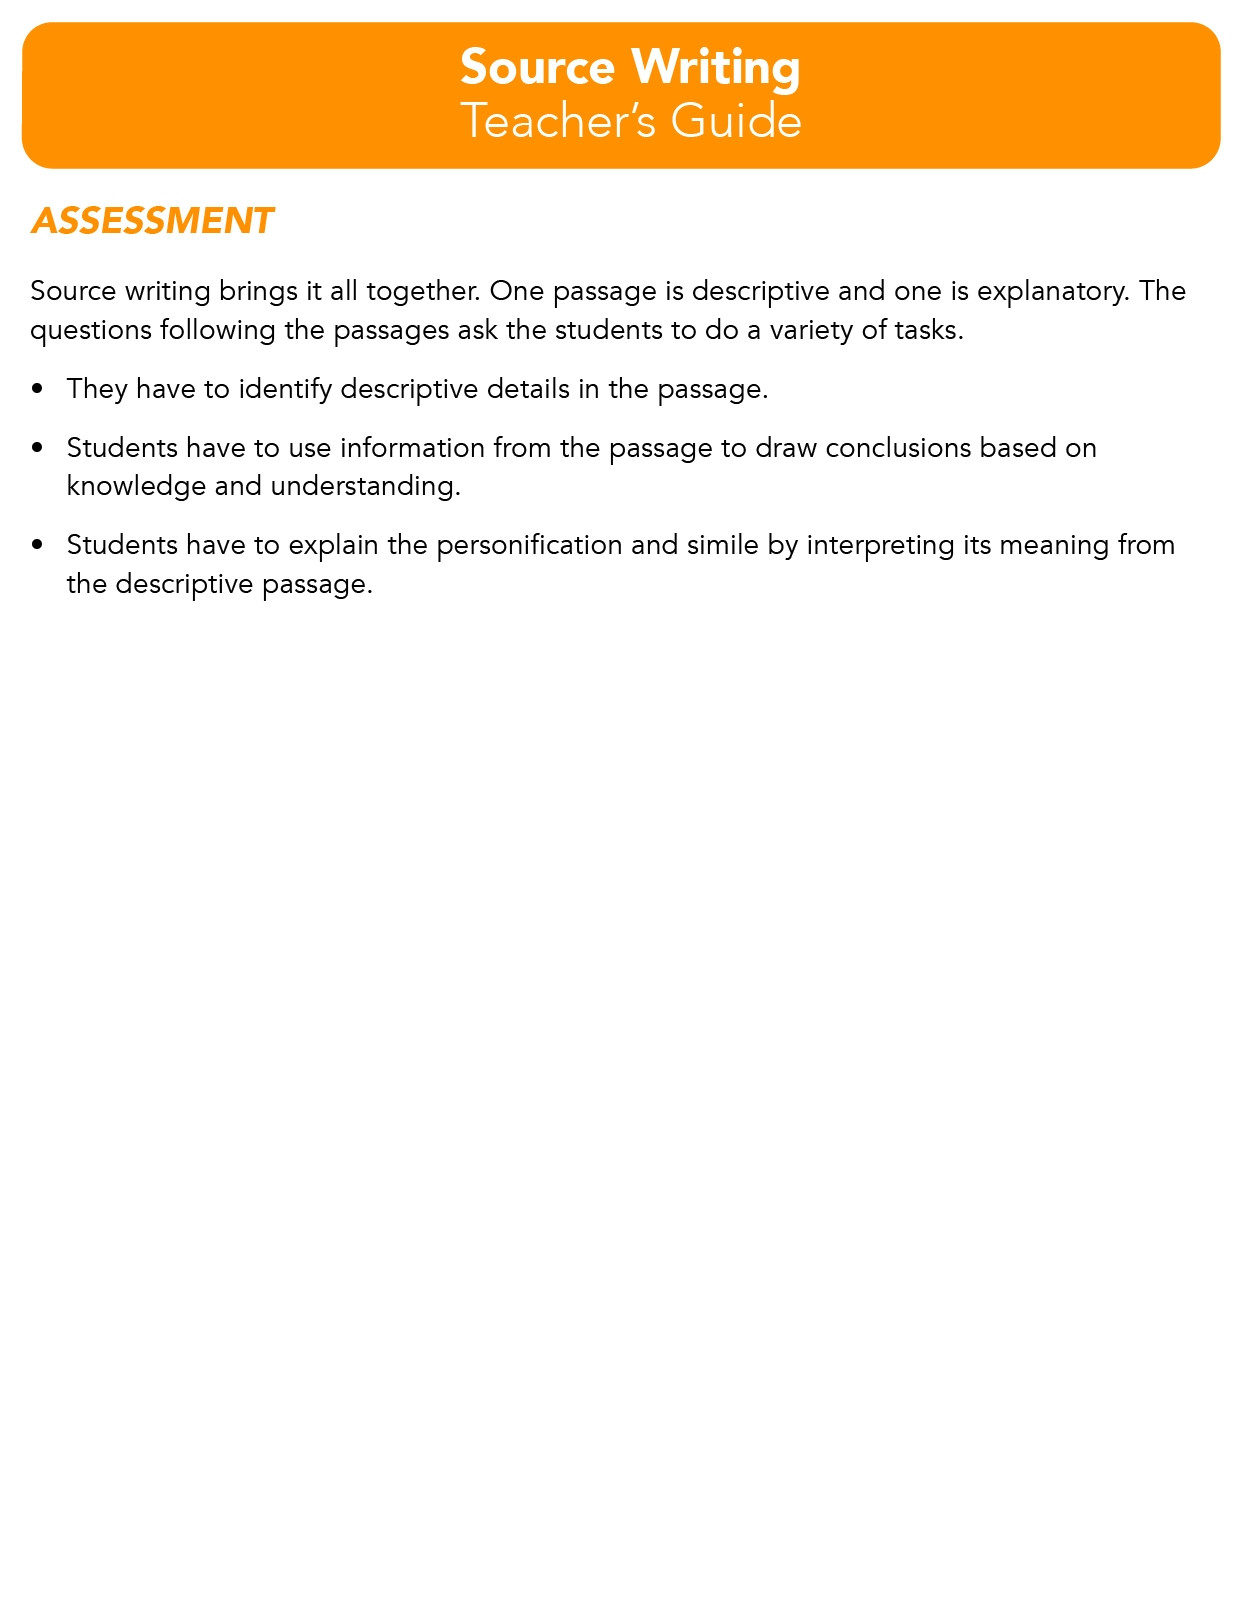 Source Writing
Teacher’s Guide
ASSESSMENT
Source writing brings it all together. One passage is descriptive and one is explanatory. The
questions following the passages ask the students to do a variety of tasks.
• They have to identify descriptive details in the passage.
• Students have to use information from the passage to draw conclusions based on
knowledge and understanding.
• Students have to explain the personification and simile by interpreting its meaning from
the descriptive passage.